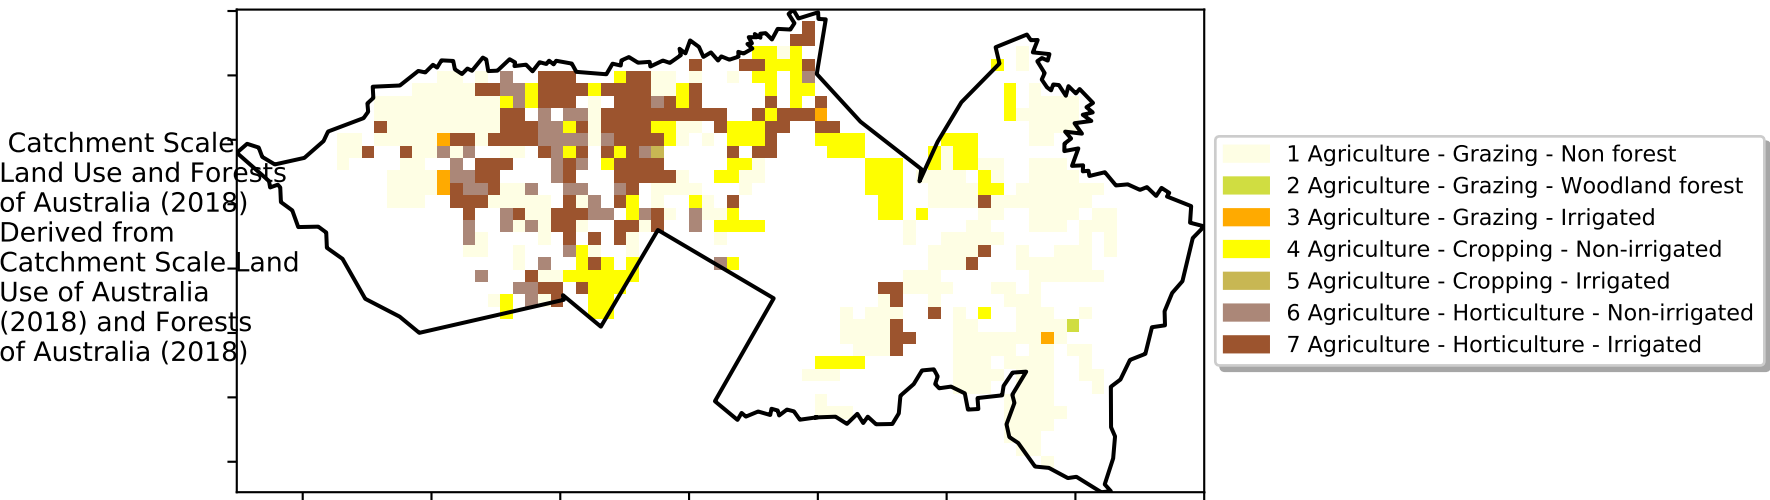 Catchment Scale
Land Use and Forests
of Australia (2018)
Derived from
Catchment Scale Land
Use of Australia
(2018) and Forests
of Australia (2018)
1 Agriculture - Grazing - Non forest
2 Agriculture - Grazing - Woodland forest
3 Agriculture - Grazing - Irrigated
4 Agriculture - Cropping - Non-irrigated
5 Agriculture - Cropping - Irrigated
6 Agriculture - Horticulture - Non-irrigated
7 Agriculture - Horticulture - Irrigated